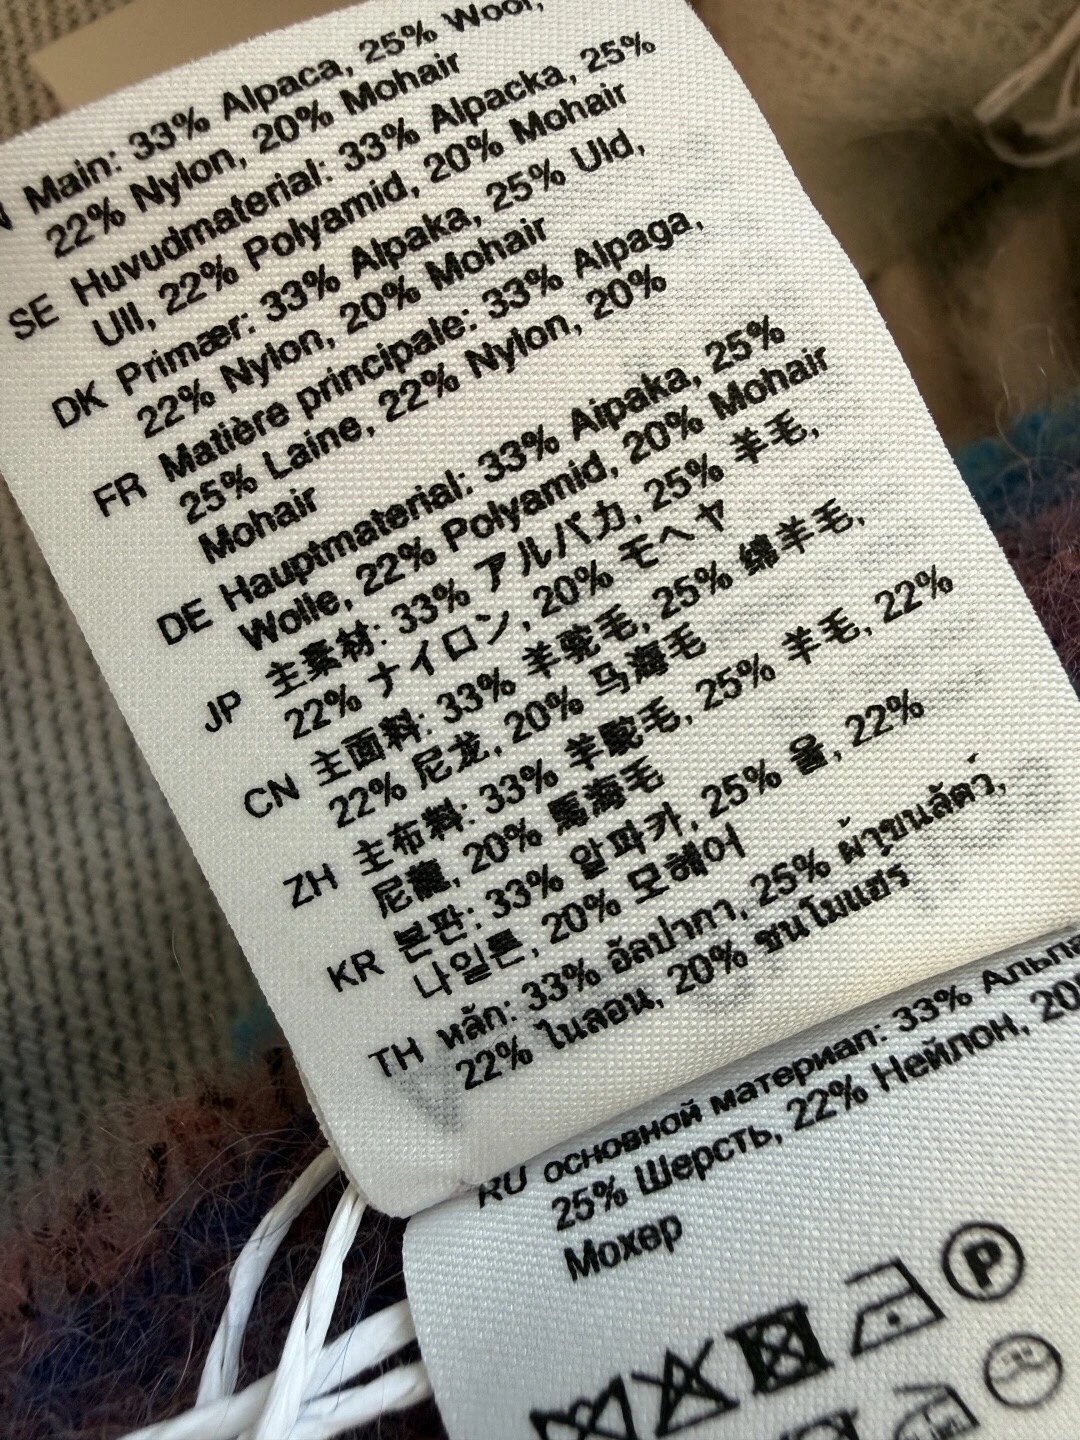 Main: 33% Alpaca, 25% Wool,
22% Nylon, 20% Mohair
SE Huvudmaterial: 33% Alpacka, 25%
Ull, 22% Polyamid, 20% Mohair
DK Primær: 33% Alpaka, 25% Uld,
22% Nylon, 20% Mohair
FR Matière principale: 33% Alpaga,
25% Laine, 22% Nylon, 20%
Mohair
DE Hauptmaterial: 33% Alpaka, 25%
Wolle, 22% Polyamid, 20% Mohair
JP 主素材: 33% アルパカ, 25% 羊毛,
22% ナイロン, 20% モヘヤ
CN 主面料: 33% 羊驼毛, 25% 绵羊毛,
22% 尼龙, 20% 马海毛
ZH 主布料: 33% 羊駝毛, 25% 羊毛, 22%
尼龍, 20% 馬海毛
KR 본판: 33% 알파카, 25% 울, 22%
나일론, 20% 모헤어
TH หลัก: 33% อัลปากา, 25% ผ้าขนสัตว์,
22% ไนลอน, 20% ขนโมแฮร์
RU основной материал: 33% Альпа
25% Шерсть, 22% Нейлон, 20
Мохер
P